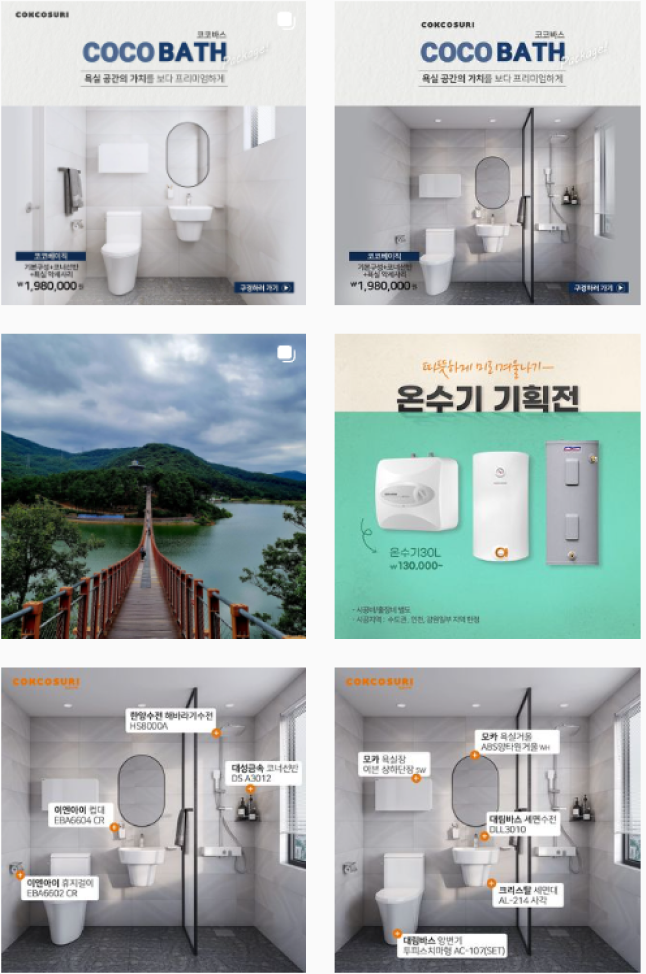 CONCOSURI
코코바스
COCO BATH
Package!
욕실 공간의 가치를 보다 프리미엄하게
코코베이직
기본구성+코너선반
+욕실 악세사리
₩1,980,000원
구경하러 가기
CONCOSURI
코코바스
COCO BATH
Package!
욕실 공간의 가치를 보다 프리미엄하게
코코베이직
기본구성+코너선반
+욕실 악세사리
₩1,980,000원
구경하러 가기
따뜻하게 미리 겨울나기
온수기 기획전
온수기30L
₩130,000~
· 시공비/출장비 별도
· 시공지역 : 수도권, 인천, 강원일부 지역 한정
CONCOSURI
한양수전 해바라기수전
HS8000A
대성금속 코너선반
DS A3012
이엔아이 컵대
EBA6604 CR
이엔아이 휴지걸이
EBA6602 CR
CONCOSURI
모카 욕실거울
ABS양타원거울 WH
모카 욕실장
이븐 상하단장 SW
대림바스 세면수전
DLL3010
크리스탈 세면대
AL-214 사각
대림바스 양변기
투피스치마형 AC-107(SET)